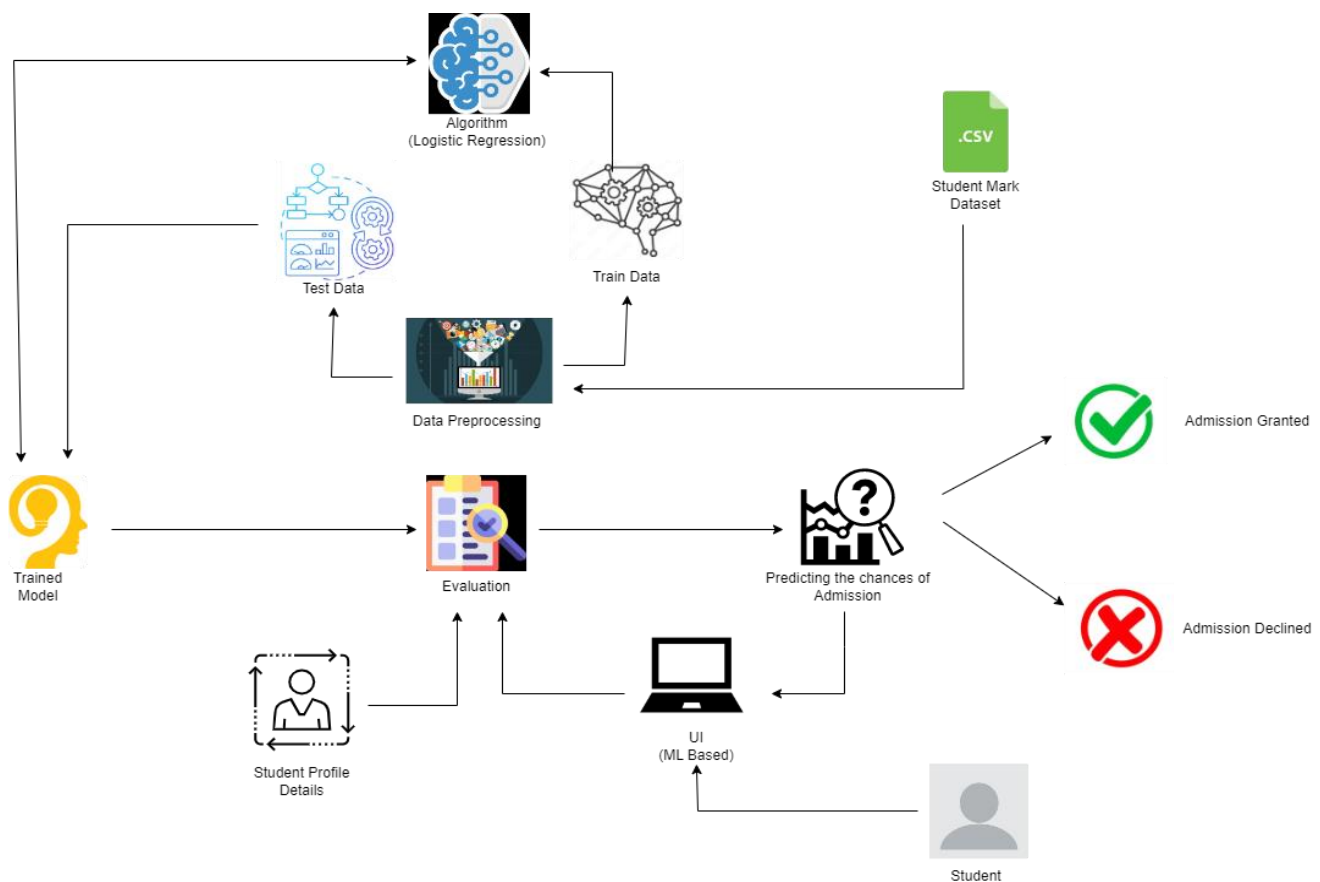 Algorithm
(Logistic Regression)
.CSV
Student Mark
Dataset
Test Data
Train Data
Data Preprocessing
Admission Granted
Trained
Model
Evaluation
?
Predicting the chances of
Admission
Admission Declined
UI
(ML Based)
Student Profile
Details
Student